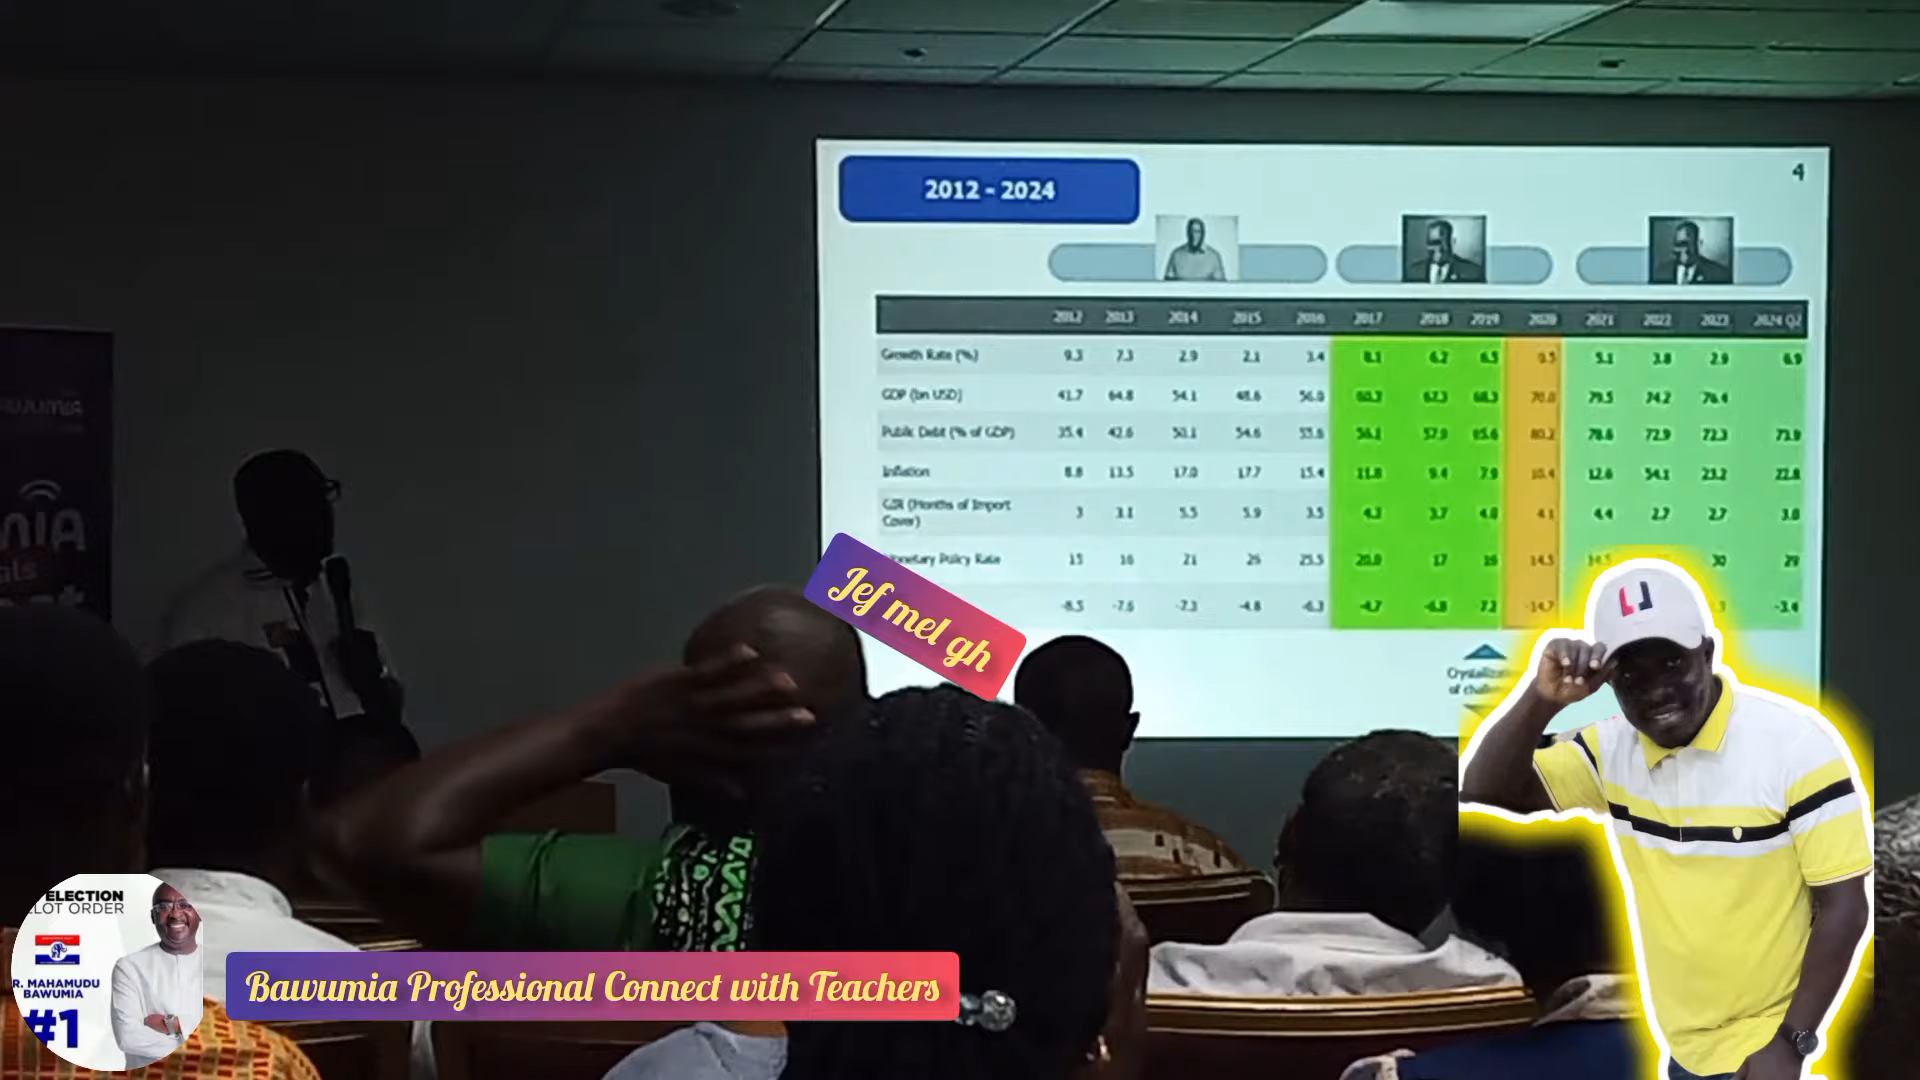 2012 - 2024
4
2012 2013 2014 2015 2016 2017 2018 2019 2020 2021 2022 2023 2024 Q2
Growth Rate (%) 9.3 7.3 2.9 2.1 3.4 8.1 6.2 6.5 0.5 5.1 3.8 2.9 6.9
GDP (bn USD) 41.7 64.8 54.1 48.6 56.0 60.3 67.3 68.3 70.0 79.5 74.2 76.4
Public Debt (% of GDP) 35.4 42.6 50.1 54.6 55.6 56.1 57.9 65.6 80.2 78.6 72.9 72.3 73.9
Inflation 8.8 13.5 17.0 17.7 15.4 11.8 9.4 7.9 10.4 12.6 54.1 23.2 22.8
GIR (Months of Import
Cover) 3 3.1 5.5 5.9 3.5 4.3 3.7 4.0 4.1 4.4 2.7 2.7 3.0
onetary Policy Rate 15 16 21 26 25.5 20.0 17 16 14.5 14.5 30 29
-8.5 -7.6 -7.3 -4.8 -6.3 -4.7 -6.8 7.2 -14.7 -3.4
of
Jef mel gh
ELECTION
LOT ORDER
R. MAHAMUDU
BAWUMIA
#1
Bawumia Professional Connect with Teachers